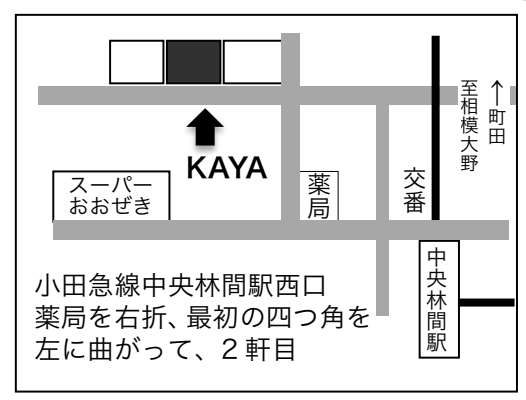 至相模大野
↑町田
KAYA
スーパー
おおぜき
薬局
交番
中央林間駅
小田急線中央林間駅西口
薬局を右折、最初の四つ角を
左に曲がって、2軒目